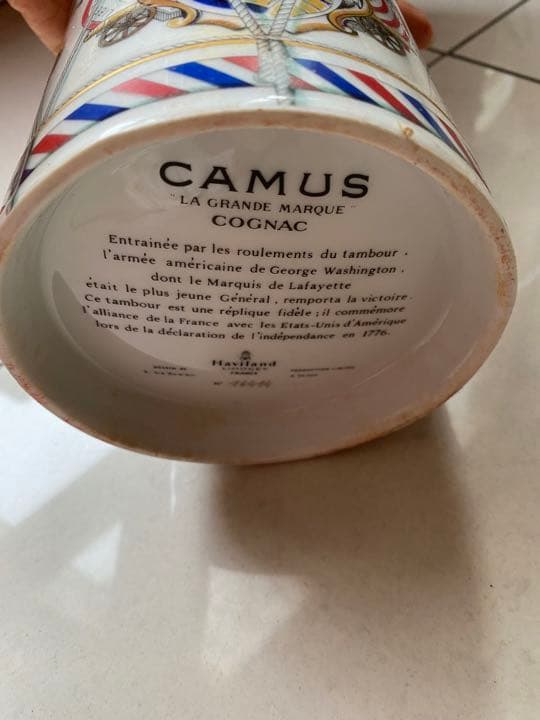 CAMUS
"LA GRANDE MARQUE"
COGNAC
Entrainée par les roulements du tambour,
l'armée américaine de George Washington,
dont le Marquis de Lafayette
était le plus jeune Général, remporta la victoire.
Ce tambour est une réplique fidèle; il commémore
l'alliance de la France avec les Etats-Unis d'Amérique
lors de la déclaration de l'indépendance en 1776.
Haviland
LIMOGES
FRANCE
N°